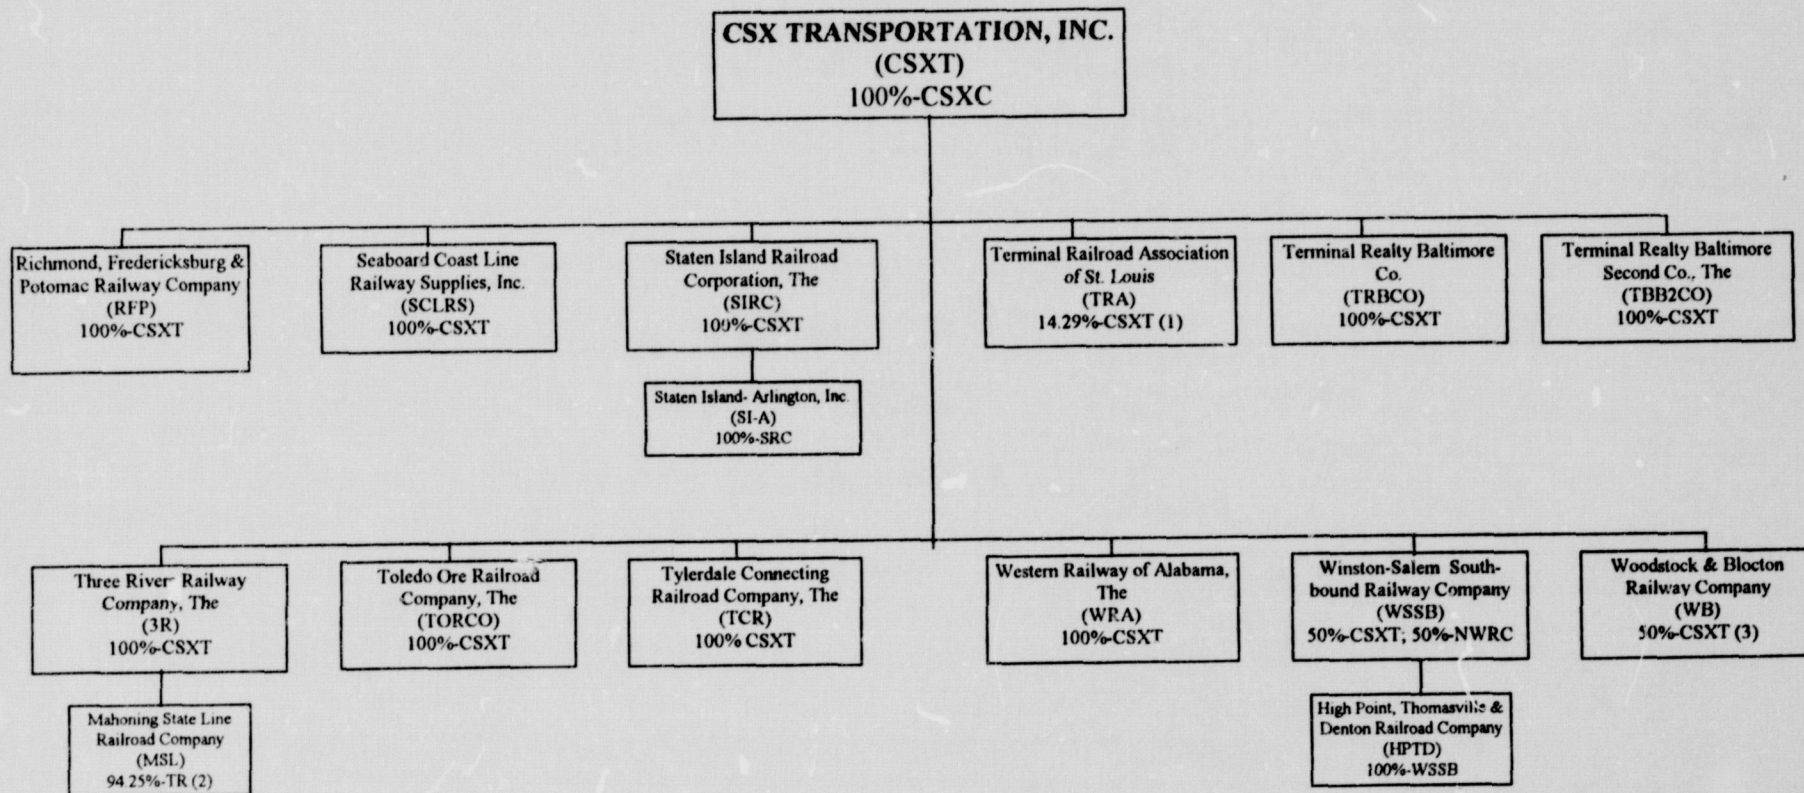 CSX TRANSPORTATION, INC.
(CSXT)
100%-CSXC
Richmond, Fredericksburg &
Potomac Railway Company
(RFP)
100%-CSXT
Seaboard Coast Line
Railway Supplies, Inc.
(SCLRS)
100%-CSXT
Staten Island Railroad
Corporation, The
(SIRC)
100%-CSXT
Staten Island- Arlington, Inc.
(SI-A)
100%-SRC
Terminal Railroad Association
of St. Louis
(TRA)
14.29%-CSXT (1)
Terminal Realty Baltimore
Co.
(TRBCO)
100%-CSXT
Terminal Realty Baltimore
Second Co., The
(TBB2CO)
100%-CSXT
Three River Railway
Company, The
(3R)
100%-CSXT
Mahoning State Line
Railroad Company
(MSL)
94.25%-TR (2)
Toledo Ore Railroad
Company, The
(TORCO)
100%-CSXT
Tylerdale Connecting
Railroad Company, The
(TCR)
100% CSXT
Western Railway of Alabama,
The
(WRA)
100%-CSXT
Winston-Salem South-
bound Railway Company
(WSSB)
50%-CSXT; 50%-NWRC
High Point, Thomasville &
Denton Railroad Company
(HPTD)
100%-WSSB
Woodstock & Blocton
Railway Company
(WB)
50%-CSXT (3)